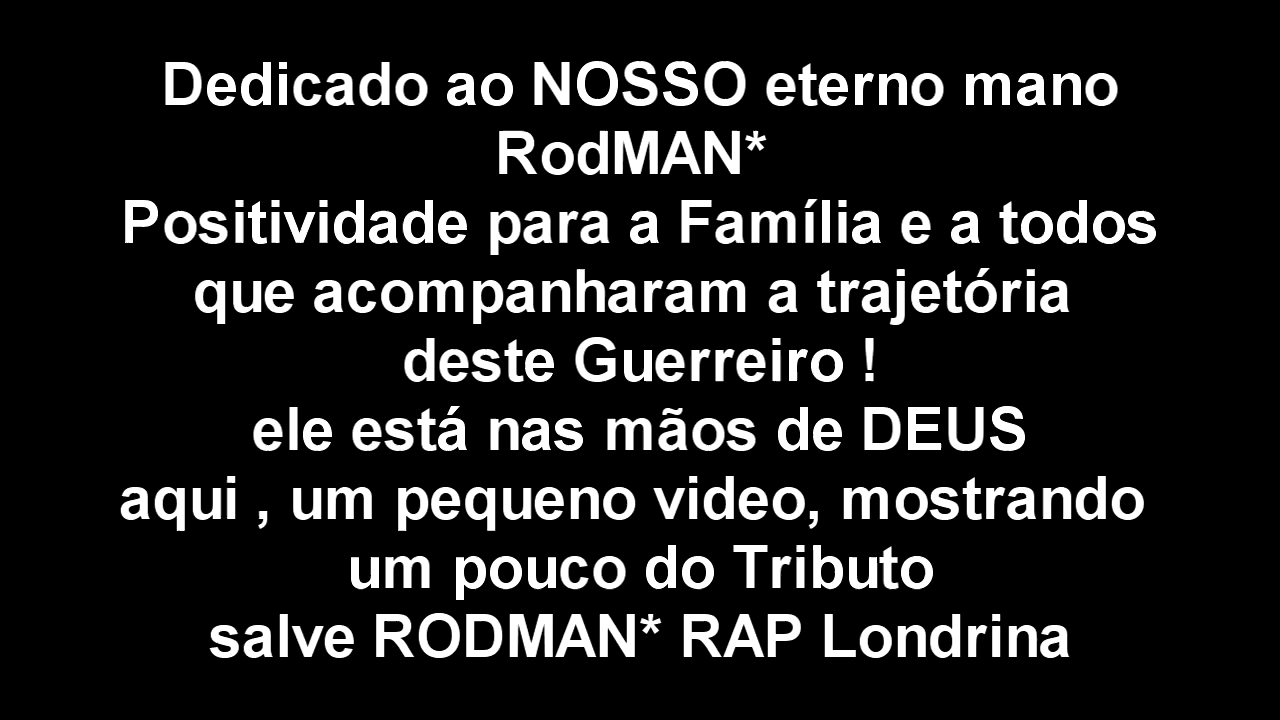 Dedicado ao NOSSO eterno mano
RodMAN*
Positividade para a Família e a todos
que acompanharam a trajetória
deste Guerreiro !
ele está nas mãos de DEUS
aqui , um pequeno video, mostrando
um pouco do Tributo
salve RODMAN* RAP Londrina